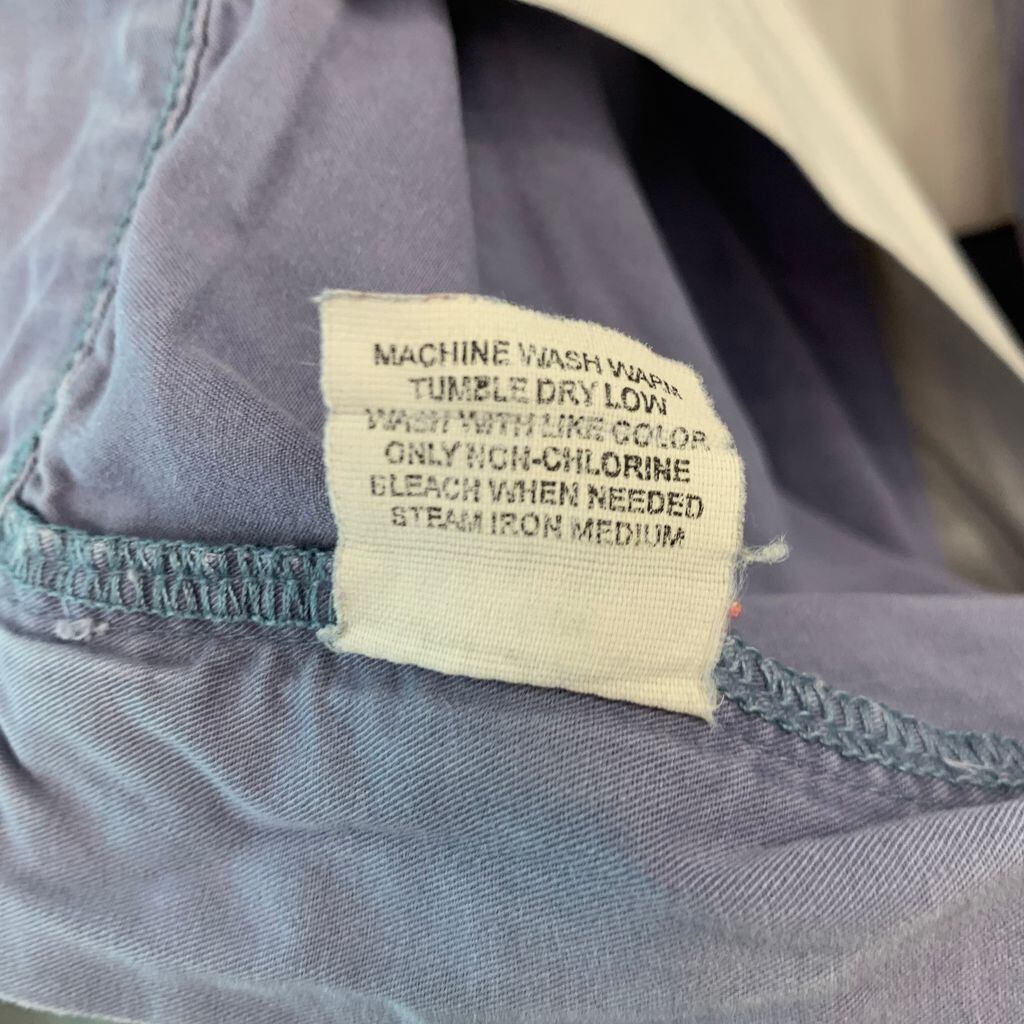 MACHINE WASH WARM
TUMBLE DRY LOW
WASH WITH LIKE COLOR
ONLY NON-CHLORINE
BLEACH WHEN NEEDED
STEAM IRON MEDIUM